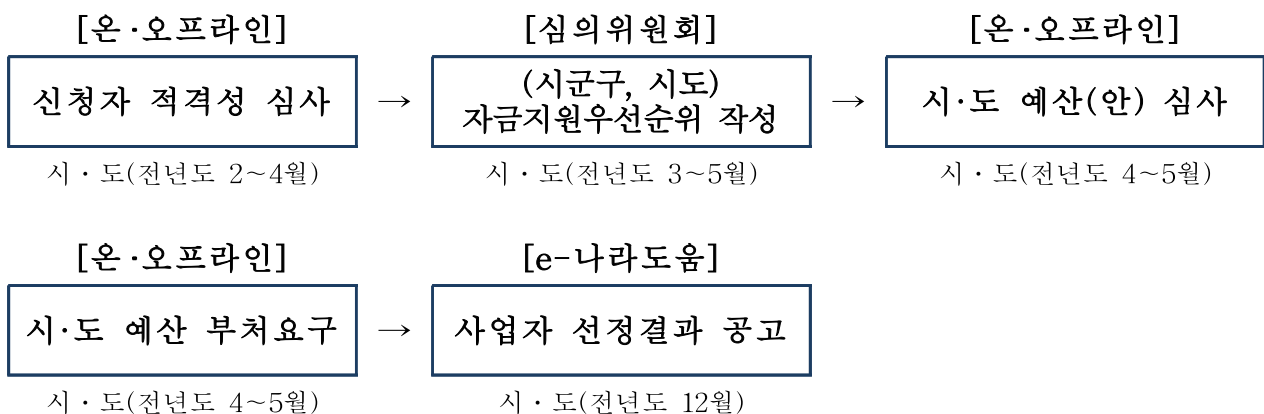 [온·오프라인]
신청자 적격성 심사
시·도(전년도 2~4월)
→
[심의위원회]
(시군구, 시도)
자금지원우선순위 작성
시·도(전년도 3~5월)
→
[온·오프라인]
시·도 예산(안) 심사
시·도(전년도 4~5월)
[온·오프라인]
시·도 예산 부처요구
시·도(전년도 4~5월)
→
[e-나라도움]
사업자 선정결과 공고
시·도(전년도 12월)